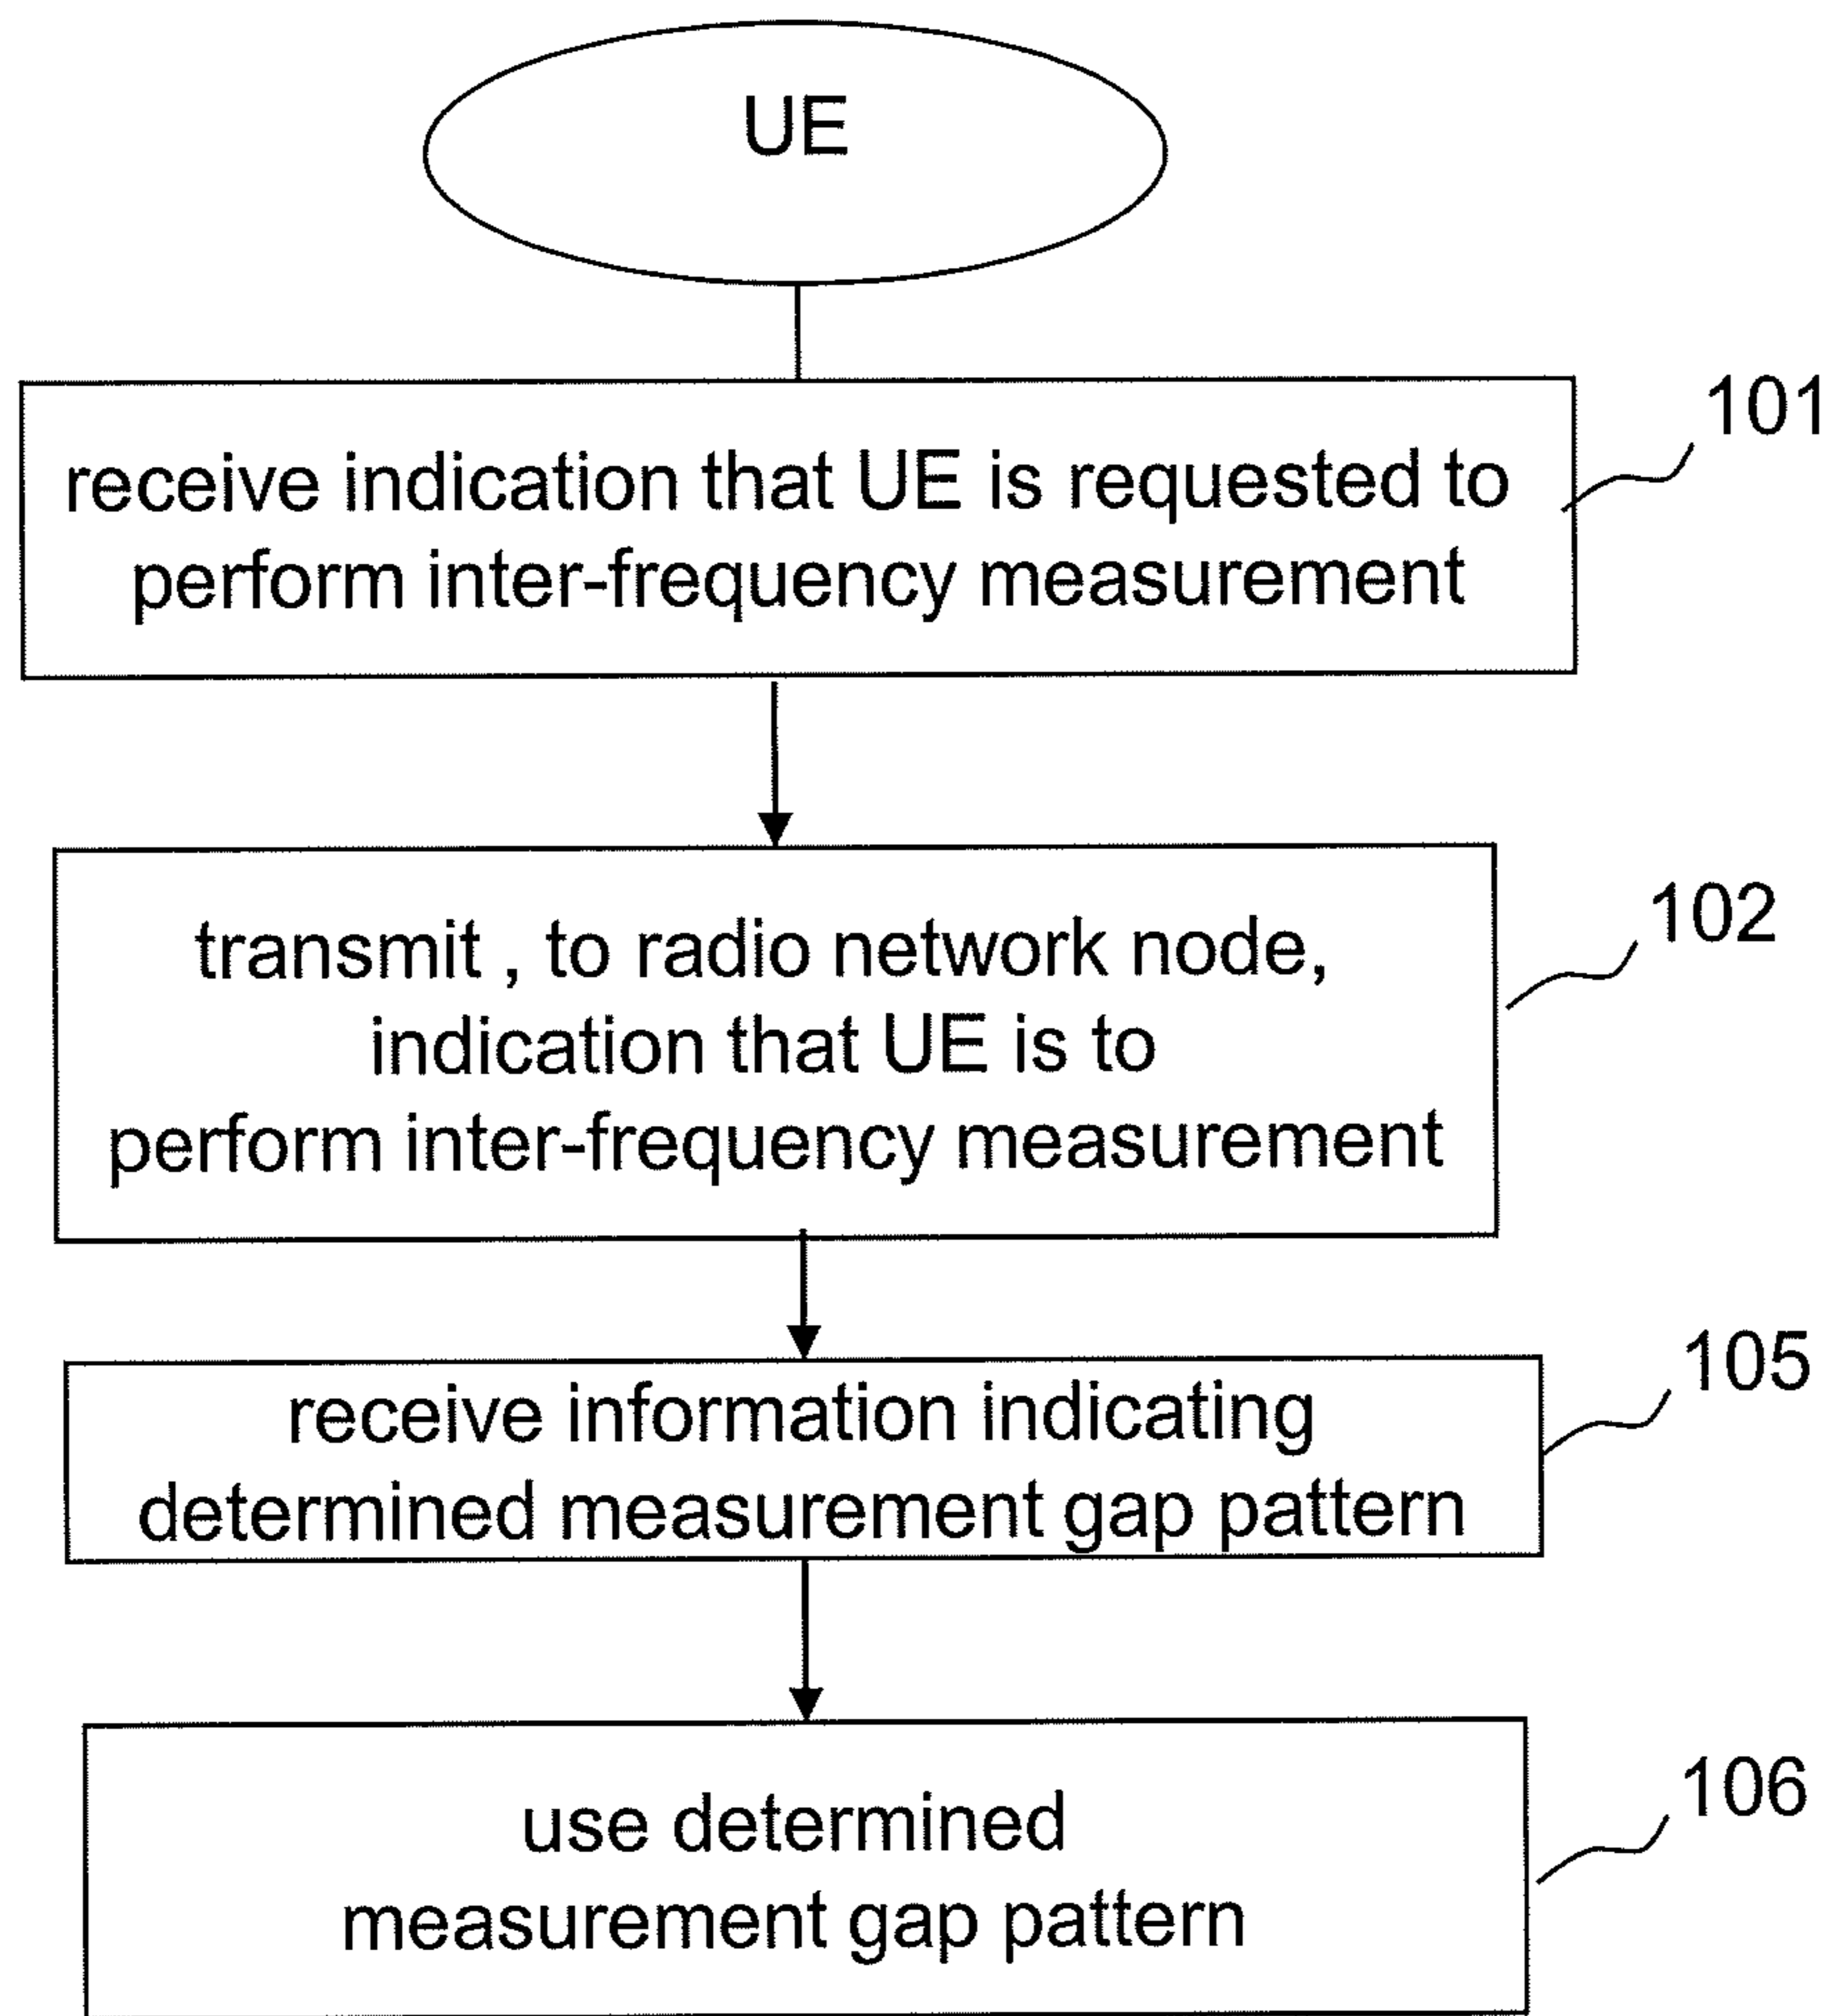 UE
receive indication that UE is requested to
perform inter-frequency measurement
101
transmit , to radio network node,
indication that UE is to
perform inter-frequency measurement
102
receive information indicating
determined measurement gap pattern
105
use determined
measurement gap pattern
106